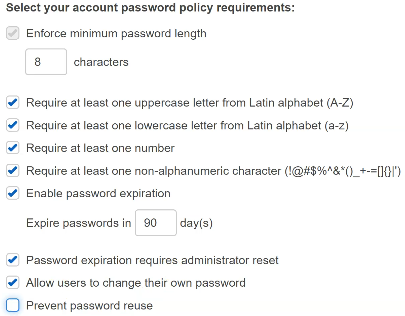 Select your account password policy requirements:
Enforce minimum password length
8 characters
Require at least one uppercase letter from Latin alphabet (A-Z)
Require at least one lowercase letter from Latin alphabet (a-z)
Require at least one number
Require at least one non-alphanumeric character (!@#$%^&*()_+-=[]{}|')
Enable password expiration
Expire passwords in 90 day(s)
Password expiration requires administrator reset
Allow users to change their own password
Prevent password reuse